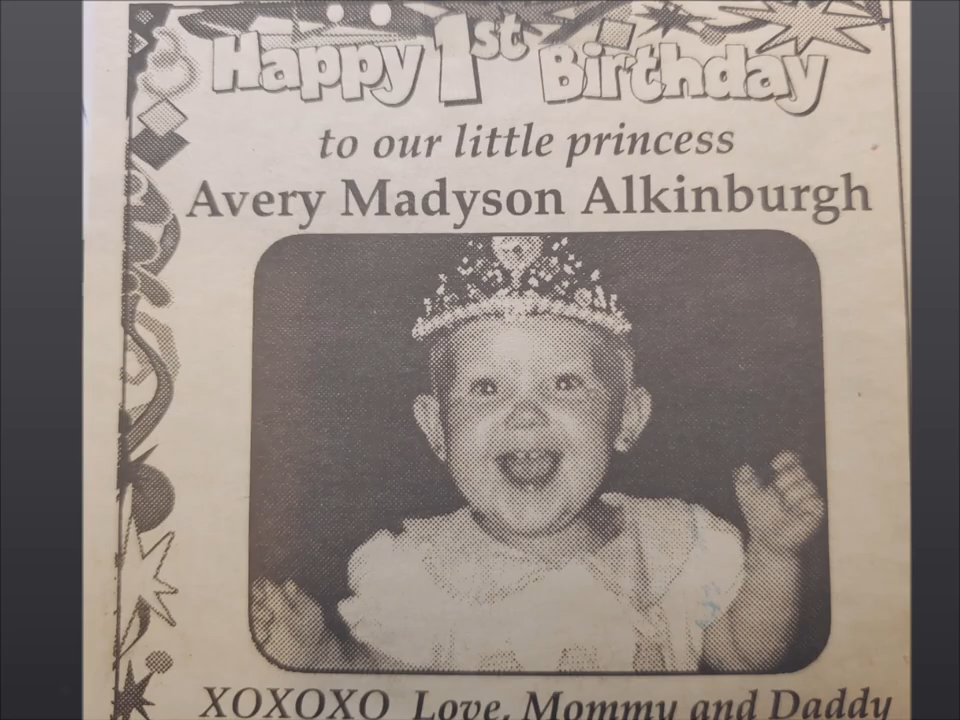 Happy 1st Birthday
to our little princess
Avery Madyson Alkinburgh
XOXOXO Love, Mommy and Daddy